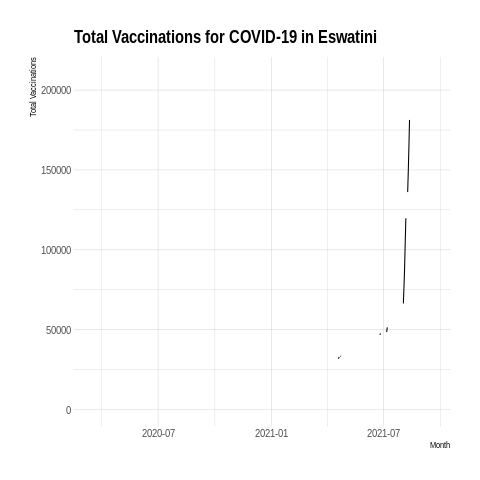 Total Vaccinations for COVID-19 in Eswatini
Total Vaccinations
200000
150000
100000
50000
0
2020-07 2021-01 2021-07
Month